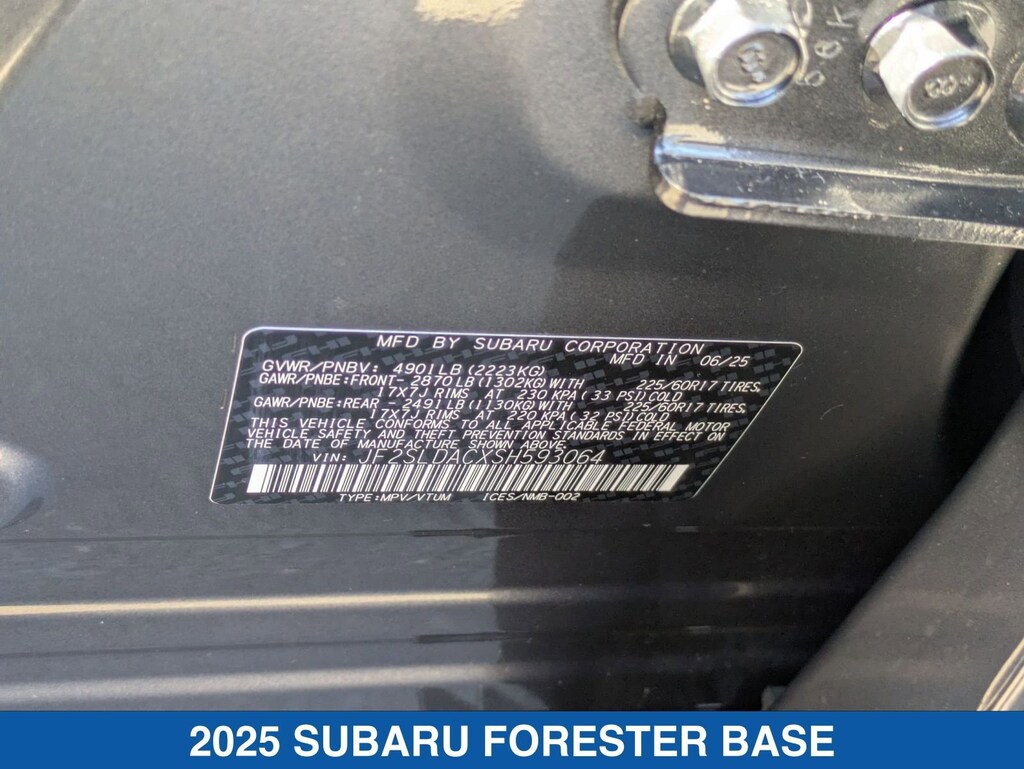 MFD BY SUBARU CORPORATION
GVWR/PNBV: 4901LB (2223KG) MFD IN 06/25
GAWR/PNBE:FRONT- 2870LB(1302KG)WITH 225/60R17 TIRES,
17X7J RIMS AT 230 KPA( 33 PSI)COLD
GAWR/PNBE:REAR -2491LB(1130KG)WITH 225/60R17 TIRES,
17X7J RIMS AT 220 KPA(32 PSI)COLD
THIS VEHICLE CONFORMS TO ALL APPLICABLE FEDERAL MOTOR
VEHICLE SAFETY AND THEFT PREVENTION STANDARDS IN EFFECT ON
THE DATE OF MANUFACTURE SHOWN ABOVE.
VIN: JF2SLDACXSH593064
TYPE:MPV/VTUM ICES/NMB-002
2025 SUBARU FORESTER BASE